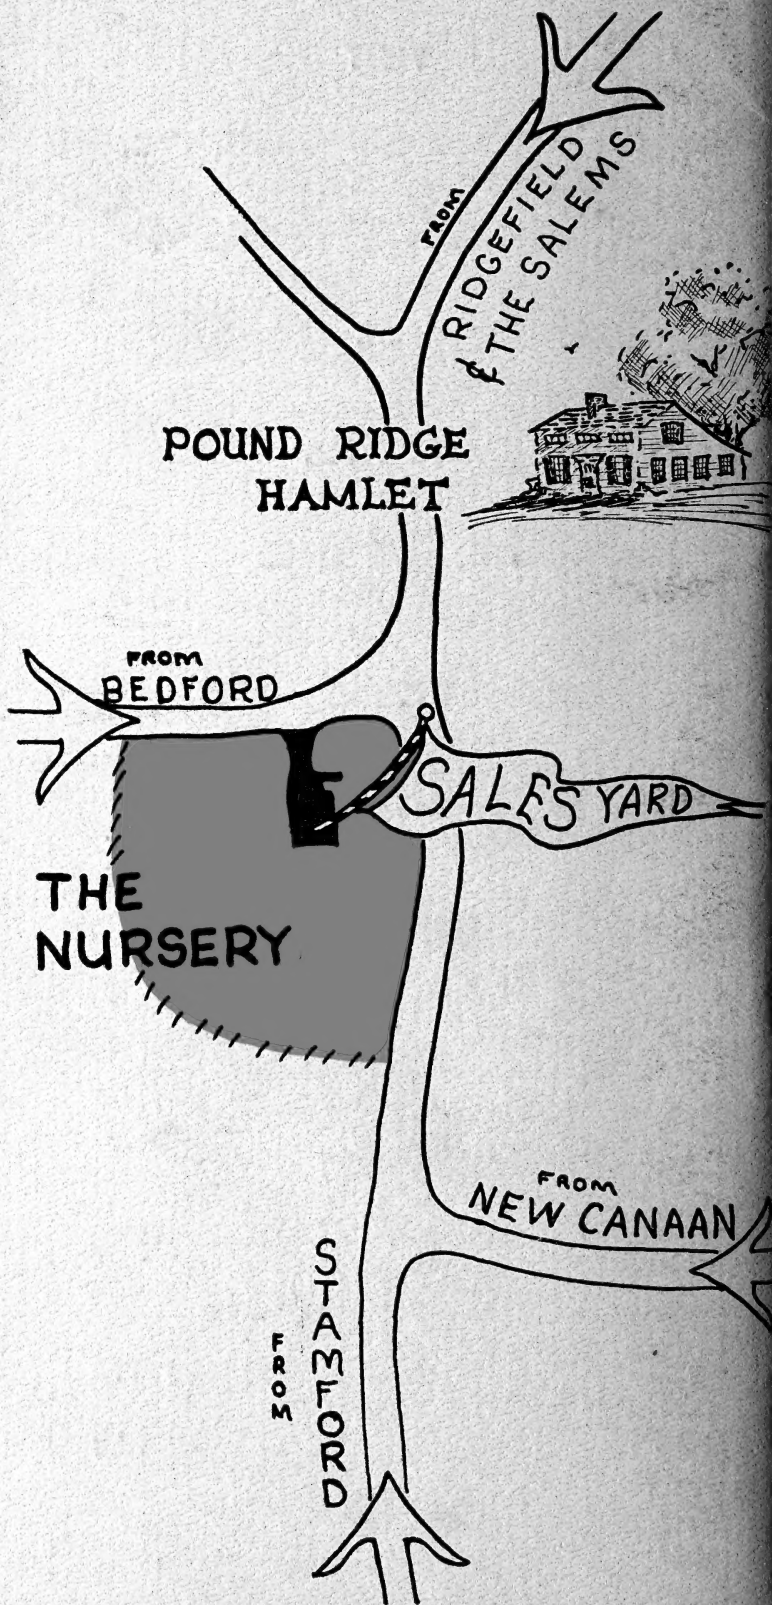 FROM
RIDGEFIELD
& THE SALEMS
POUND RIDGE
HAMLET
FROM
BEDFORD
SALES YARD
THE
NURSERY
FROM
NEW CANAAN
FROM
STAMFORD